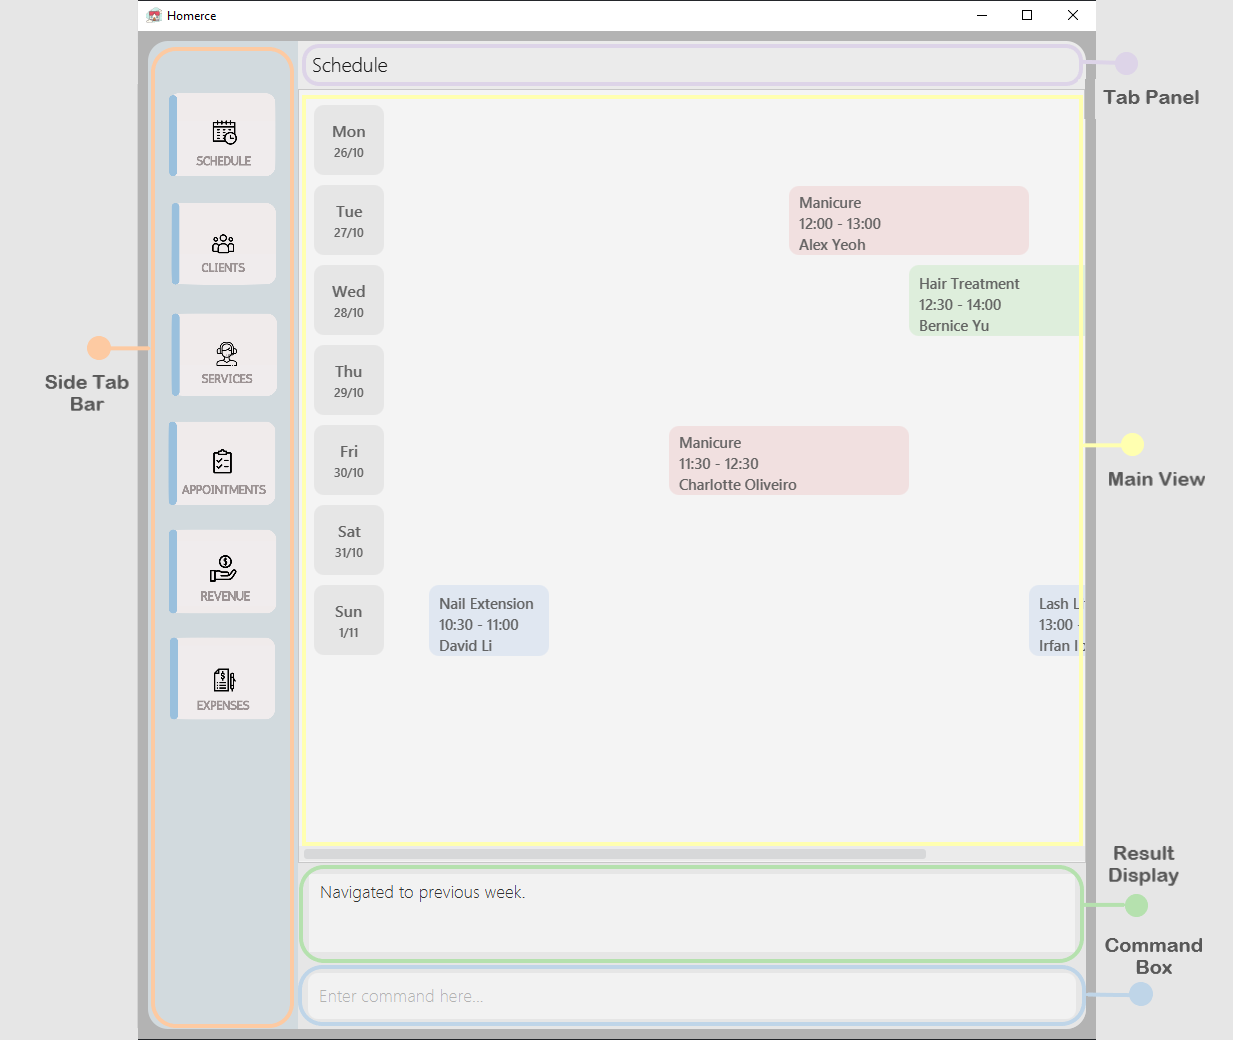 Homerce
Schedule
Tab Panel
SCHEDULE
CLIENTS
SERVICES
APPOINTMENTS
REVENUE
EXPENSES
Side Tab
Bar
Mon
26/10
Tue
27/10
Manicure
12:00 - 13:00
Alex Yeoh
Wed
28/10
Hair Treatment
12:30 - 14:00
Bernice Yu
Thu
29/10
Fri
30/10
Manicure
11:30 - 12:30
Charlotte Oliveiro
Main View
Sat
31/10
Sun
1/11
Nail Extension
10:30 - 11:00
David Li
Lash
13:00 -
Irfan
Navigated to previous week.
Result
Display
Enter command here...
Command
Box